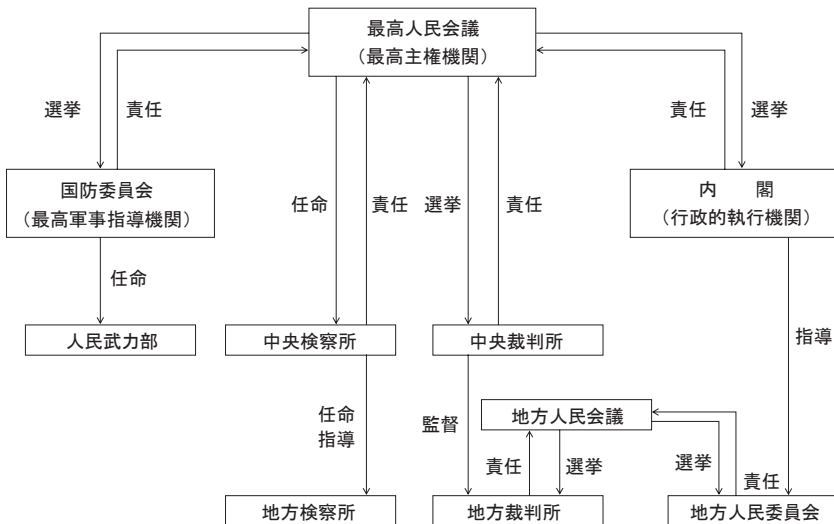 最高人民会議
（最高主権機関）
選挙
責任
責任
選挙
国防委員会
（最高軍事指導機関）
任命
責任
選挙
責任
内　　閣
（行政的執行機関）
任命
人民武力部
中央検察所
中央裁判所
指導
任命
指導
監督
地方人民会議
責任
選挙
選挙
責任
地方検察所
地方裁判所
地方人民委員会